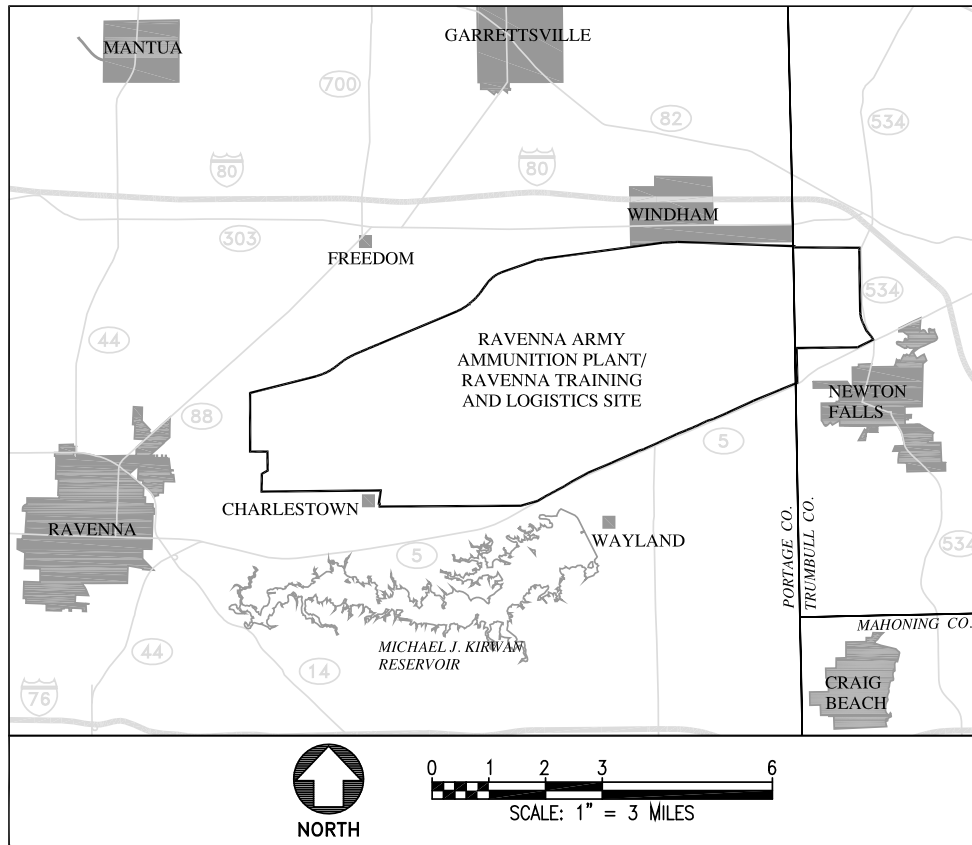 GARRETTSVILLE
MANTUA
700
82
534
80
80
WINDHAM
303
FREEDOM
534
44
RAVENNA ARMY
AMMUNITION PLANT/
RAVENNA TRAINING
AND LOGISTICS SITE
NEWTON
FALLS
88
5
CHARLESTOWN
RAVENNA
WAYLAND
5
534
PORTAGE CO.
TRUMBULL CO.
MAHONING CO.
MICHAEL J. KIRWAN
RESERVOIR
44
14
76
CRAIG
BEACH
0 1 2 3 6
SCALE: 1" = 3 MILES
NORTH